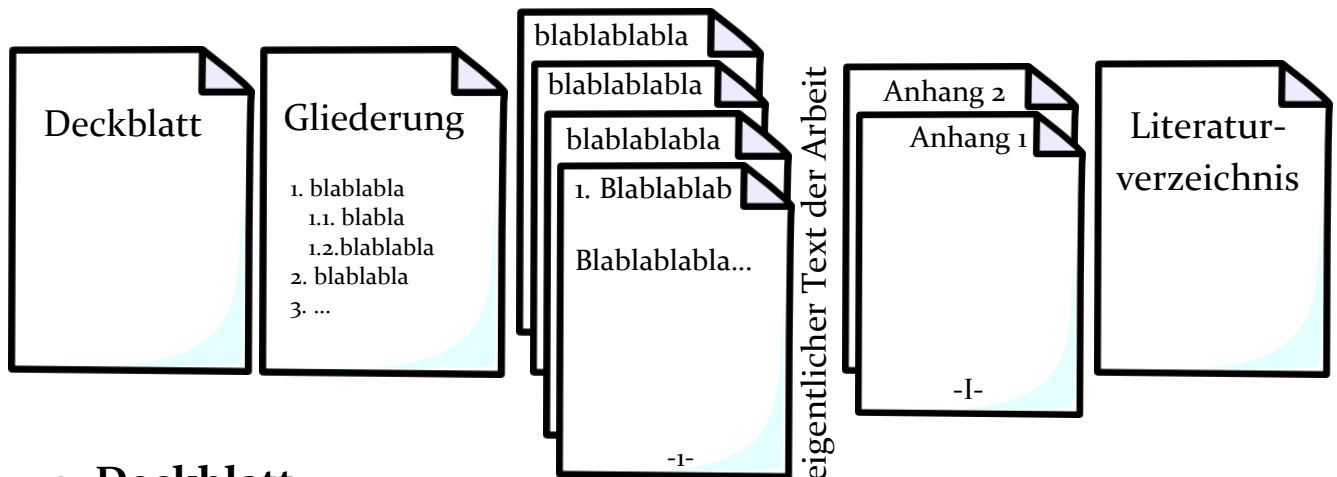 Deckblatt
Gliederung
1. blablabla
1.1. blabla
1.2.blablabla
2. blablabla
3. ...
blablablabla
blablablabla
blablablabla
1. Blablablab
Blablablabla...
-1-
eigentlicher Text der Arbeit
Anhang 2
Anhang 1
-I-
Literatur-
verzeichnis
Deckblatt